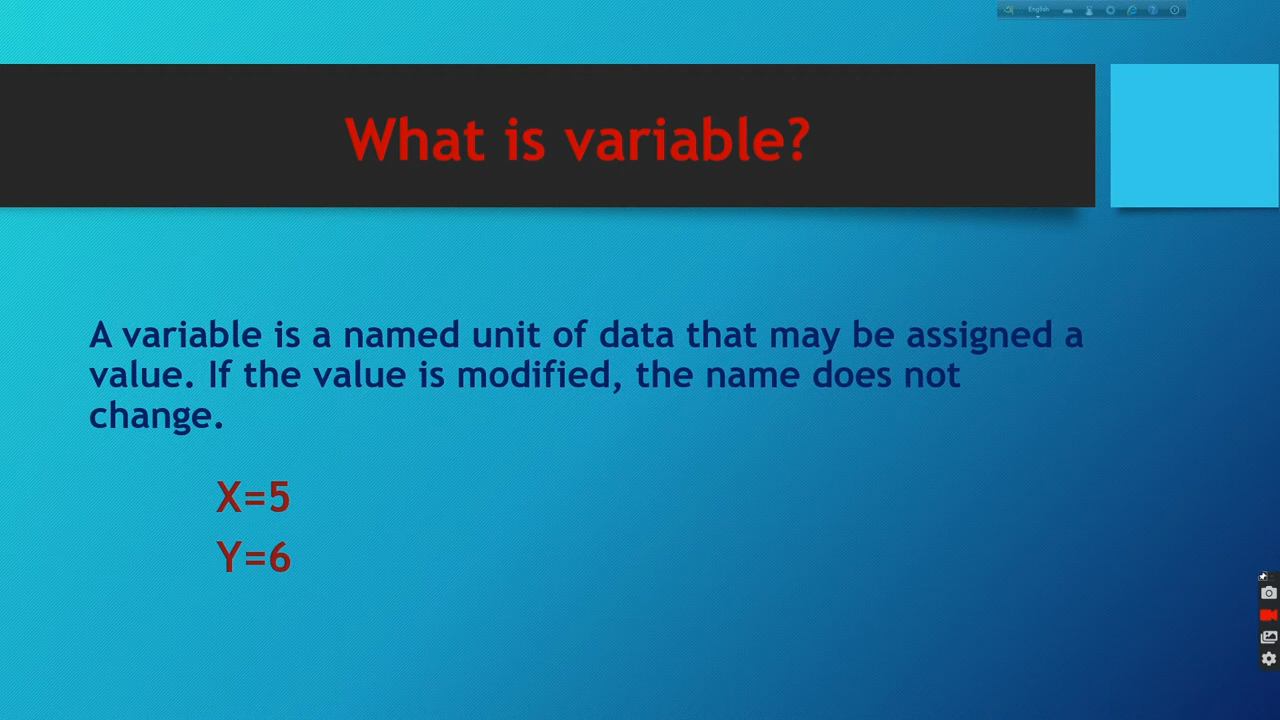 English
What is variable?
A variable is a named unit of data that may be assigned a
value. If the value is modified, the name does not
change.
X=5
Y=6